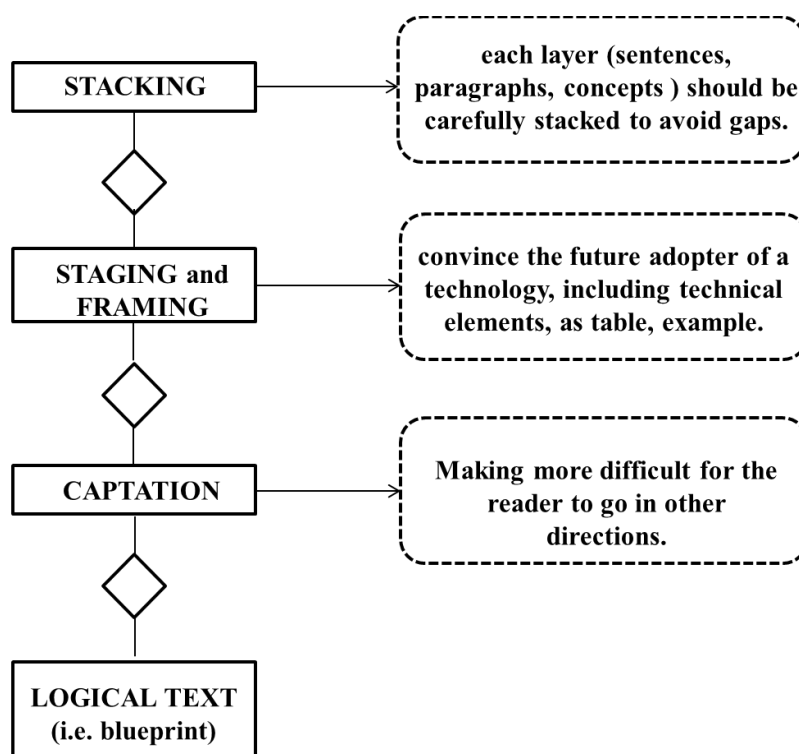 STACKING
each layer (sentences,
paragraphs, concepts ) should be
carefully stacked to avoid gaps.
STAGING and
FRAMING
convince the future adopter of a
technology, including technical
elements, as table, example.
CAPTATION
Making more difficult for the
reader to go in other
directions.
LOGICAL TEXT
(i.e. blueprint)